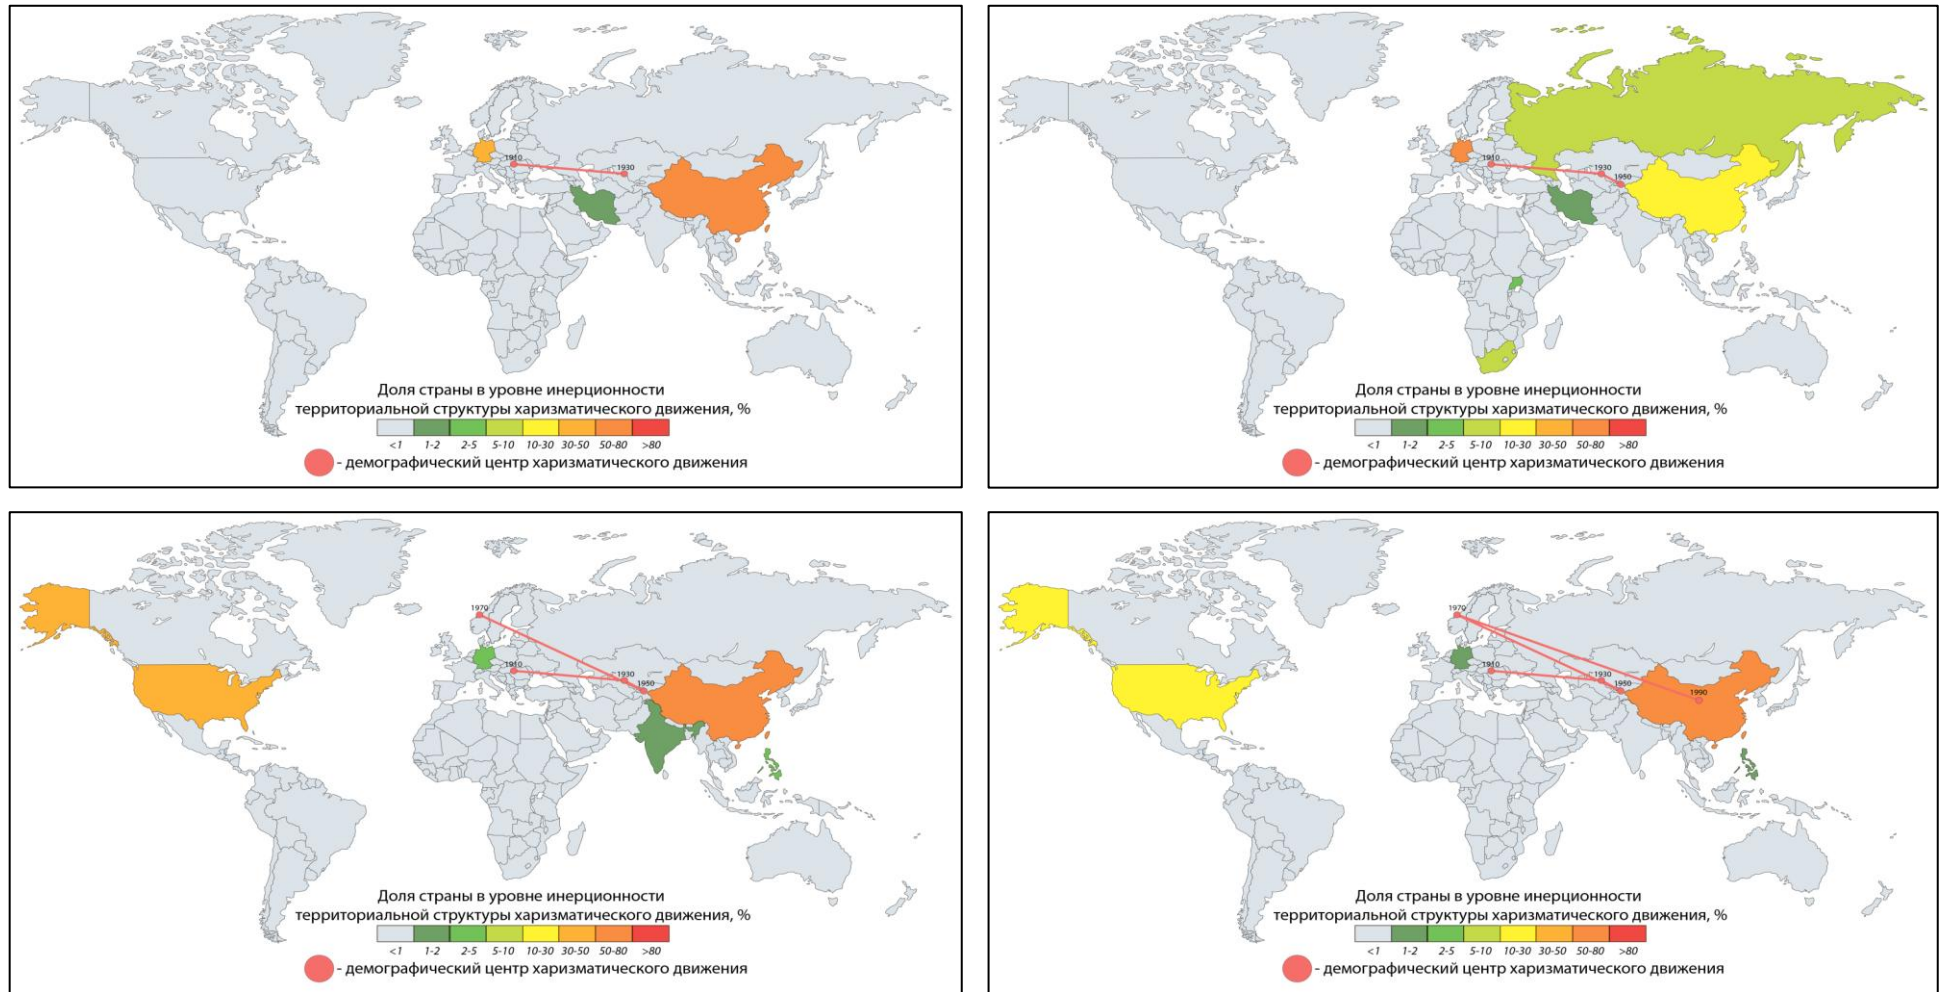 1910
1930
Доля страны в уровне инерционности
территориальной структуры харизматического движения, %
<1 1-2 2-5 5-10 10-30 30-50 50-80 >80
- демографический центр харизматического движения
1910
1930
1950
Доля страны в уровне инерционности
территориальной структуры харизматического движения, %
<1 1-2 2-5 5-10 10-30 30-50 50-80 >80
- демографический центр харизматического движения
1970
1910
1930
1950
Доля страны в уровне инерционности
территориальной структуры харизматического движения, %
<1 1-2 2-5 5-10 10-30 30-50 50-80 >80
- демографический центр харизматического движения
1970
1910
1930
1950
1990
Доля страны в уровне инерционности
территориальной структуры харизматического движения, %
<1 1-2 2-5 5-10 10-30 30-50 50-80 >80
- демографический центр харизматического движения